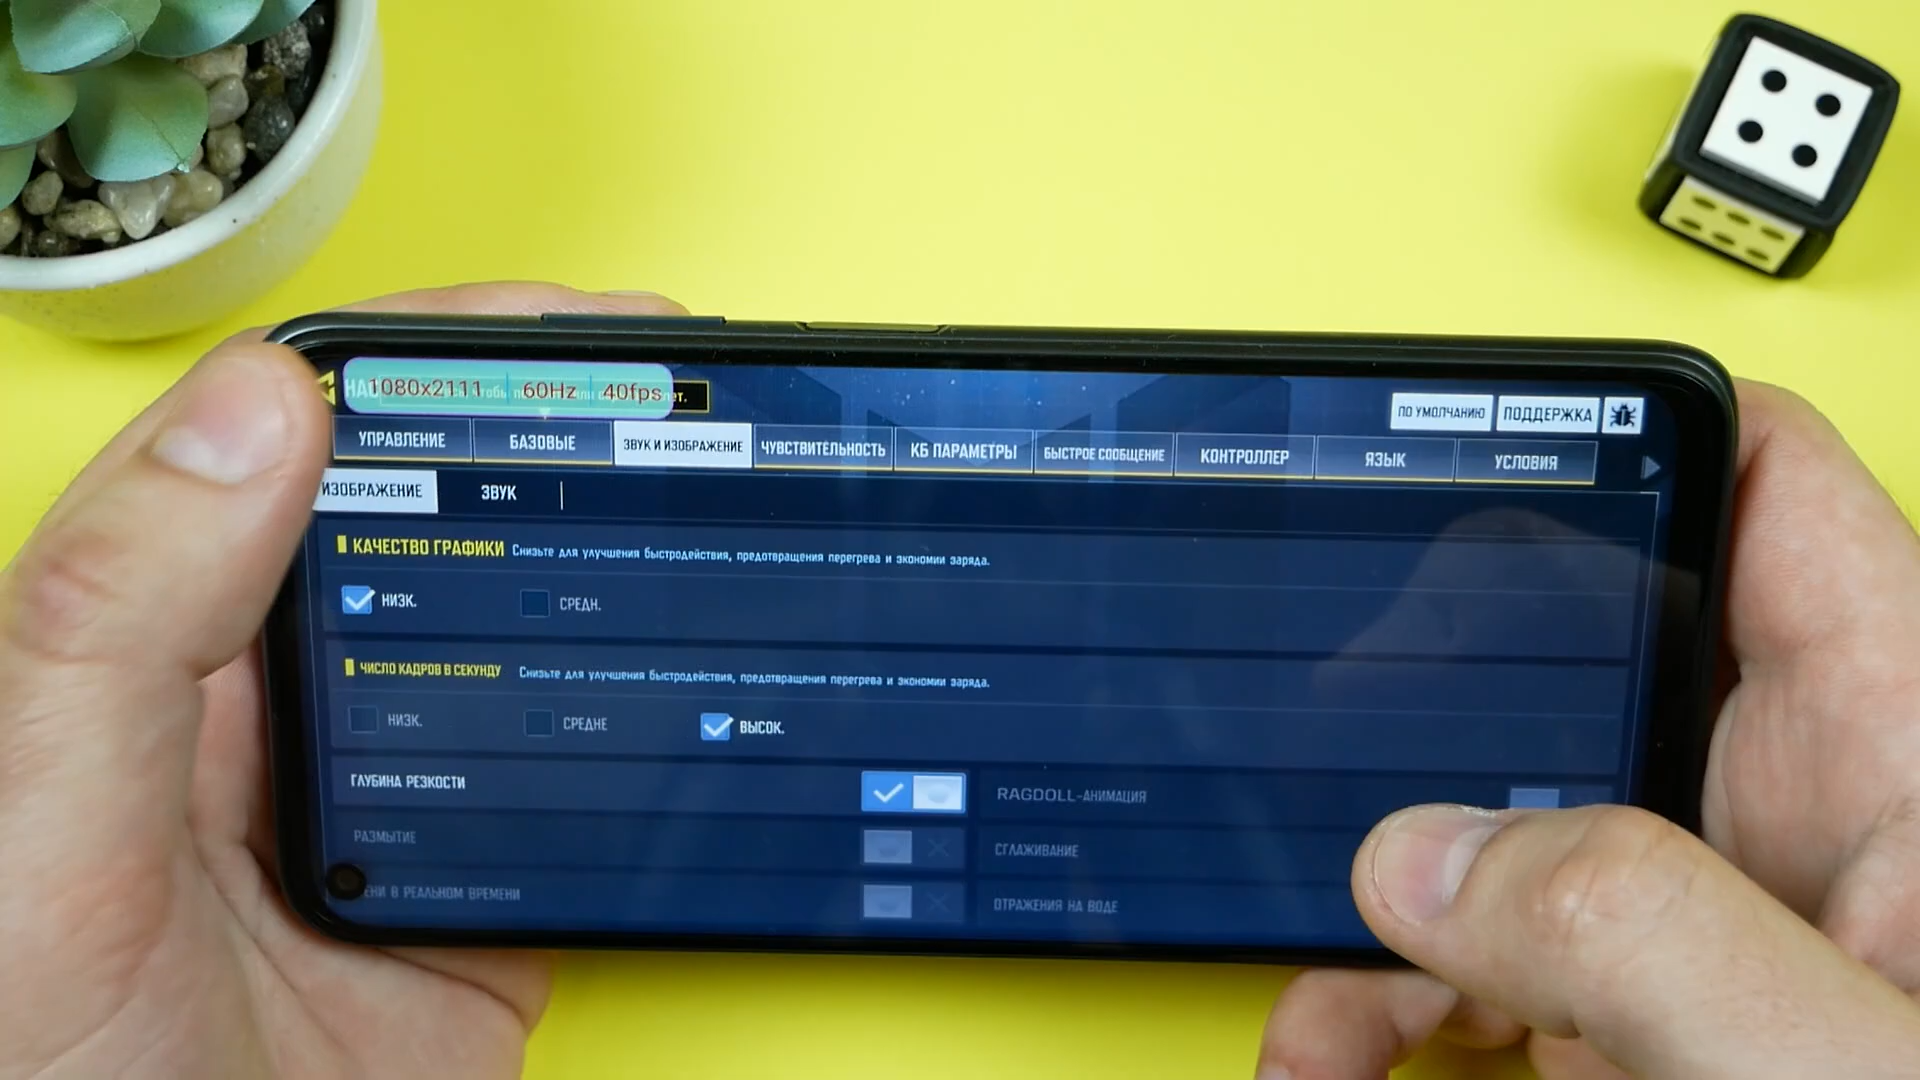 1080x2111 60Hz 40fps
ПО УМОЛЧАНИЮ ПОДДЕРЖКА
УПРАВЛЕНИЕ БАЗОВЫЕ ЗВУК И ИЗОБРАЖЕНИЕ ЧУВСТВИТЕЛЬНОСТЬ КБ ПАРАМЕТРЫ БЫСТРОЕ СООБЩЕНИЕ КОНТРОЛЛЕР ЯЗЫК УСЛОВИЯ
ИЗОБРАЖЕНИЕ ЗВУК
КАЧЕСТВО ГРАФИКИ Снизьте для улучшения быстродействия, предотвращения перегрева и экономии заряда.
НИЗК. СРЕДН.
ЧИСЛО КАДРОВ В СЕКУНДУ Снизьте для улучшения быстродействия, предотвращения перегрева и экономии заряда.
НИЗК. СРЕДНЕ ВЫСОК.
ГЛУБИНА РЕЗКОСТИ RAGDOLL-АНИМАЦИЯ
РАЗМЫТИЕ СГЛАЖИВАНИЕ
В РЕАЛЬНОМ ВРЕМЕНИ ОТРАЖЕНИЯ НА ВОДЕ